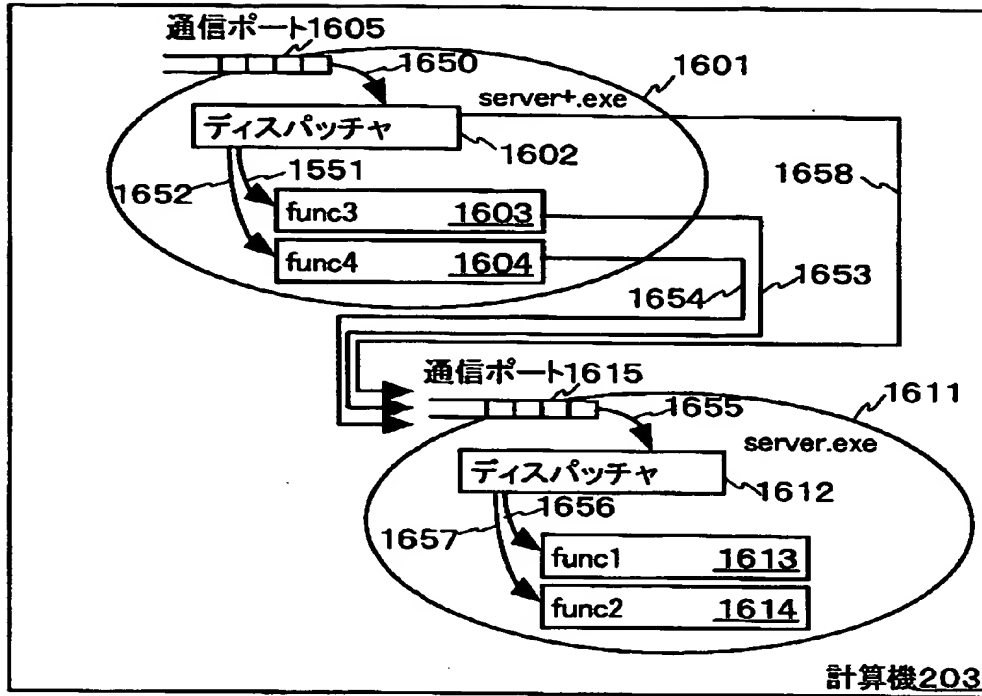 通信ポート1605
1650
1601
server+.exe
ディスパッチャ
1602
1652
1551
1658
func3 1603
func4 1604
1653
1654
通信ポート1615
1655
1611
server.exe
ディスパッチャ
1612
1656
1657
func1 1613
func2 1614
計算機203